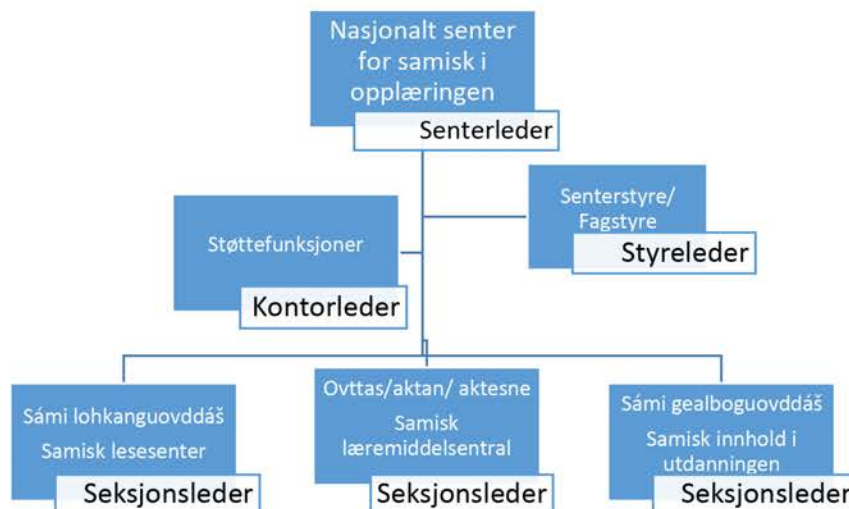 Nasjonalt senter
for samisk i
opplæringen
Senterleder
Senterstyre/
Fagstyre
Styreleder
Støttefunksjoner
Kontorleder
Sámi lohkanguovddáš
Samisk lesesenter
Seksjonsleder
Ovttas/aktan/ aktesne
Samisk
læremiddelsentral
Seksjonsleder
Sámi gealboguovddáš
Samisk innhold i
utdanningen
Seksjonsleder